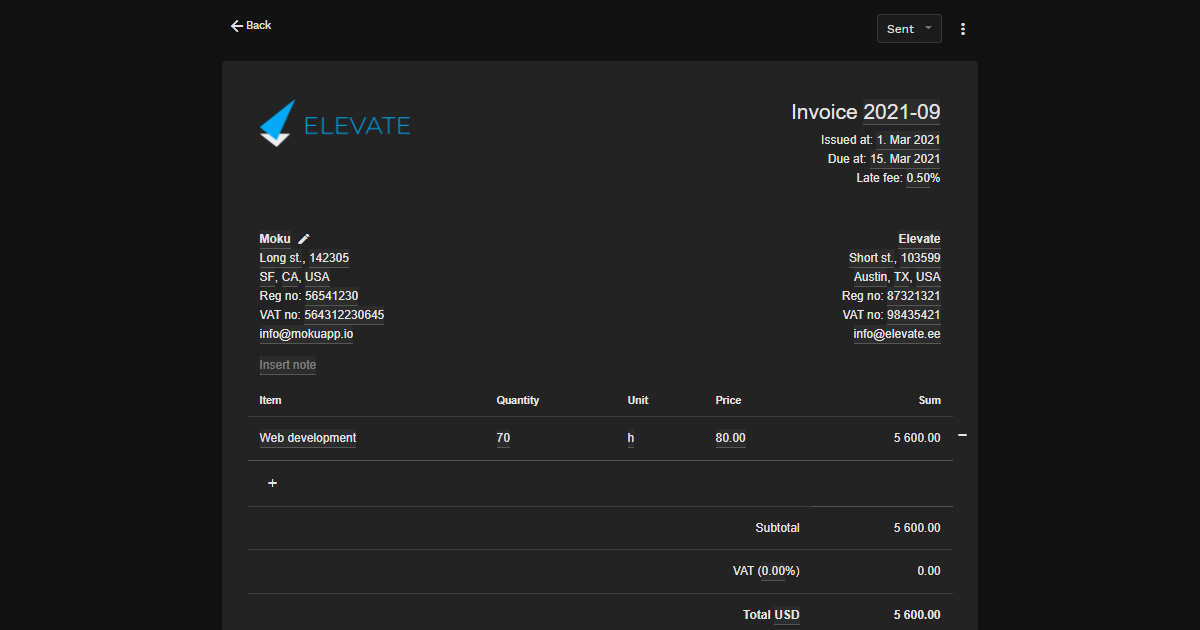 Back
Sent
ELEVATE
Invoice 2021-09
Issued at: 1. Mar 2021
Due at: 15. Mar 2021
Late fee: 0.50%
Moku
Long st., 142305
SF, CA, USA
Reg no: 56541230
VAT no: 564312230645
info@mokuapp.io
Elevate
Short st., 103599
Austin, TX, USA
Reg no: 87321321
VAT no: 98435421
info@elevate.ee
Insert note
Item Quantity Unit Price Sum
Web development 70 h 80.00 5 600.00
+
Subtotal 5 600.00
VAT (0.00%) 0.00
Total USD 5 600.00